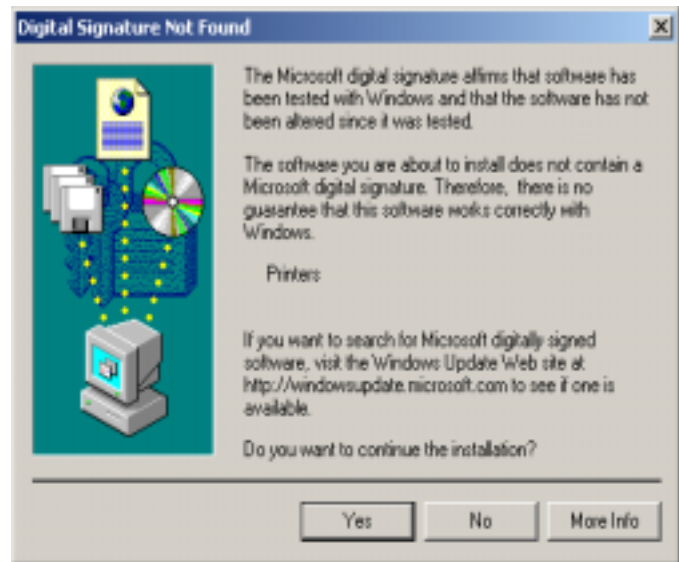 Digital Signature Not Found
The Microsoft digital signature affirms that software has
been tested with Windows and that the software has not
been altered since it was tested.
The software you are about to install does not contain a
Microsoft digital signature. Therefore, there is no
guarantee that this software works correctly with
Windows.
Printers
If you want to search for Microsoft digitally signed
software, visit the Windows Update Web site at
http://windowsupdate.microsoft.com to see if one is
available.
Do you want to continue the installation?
Yes
No
More Info